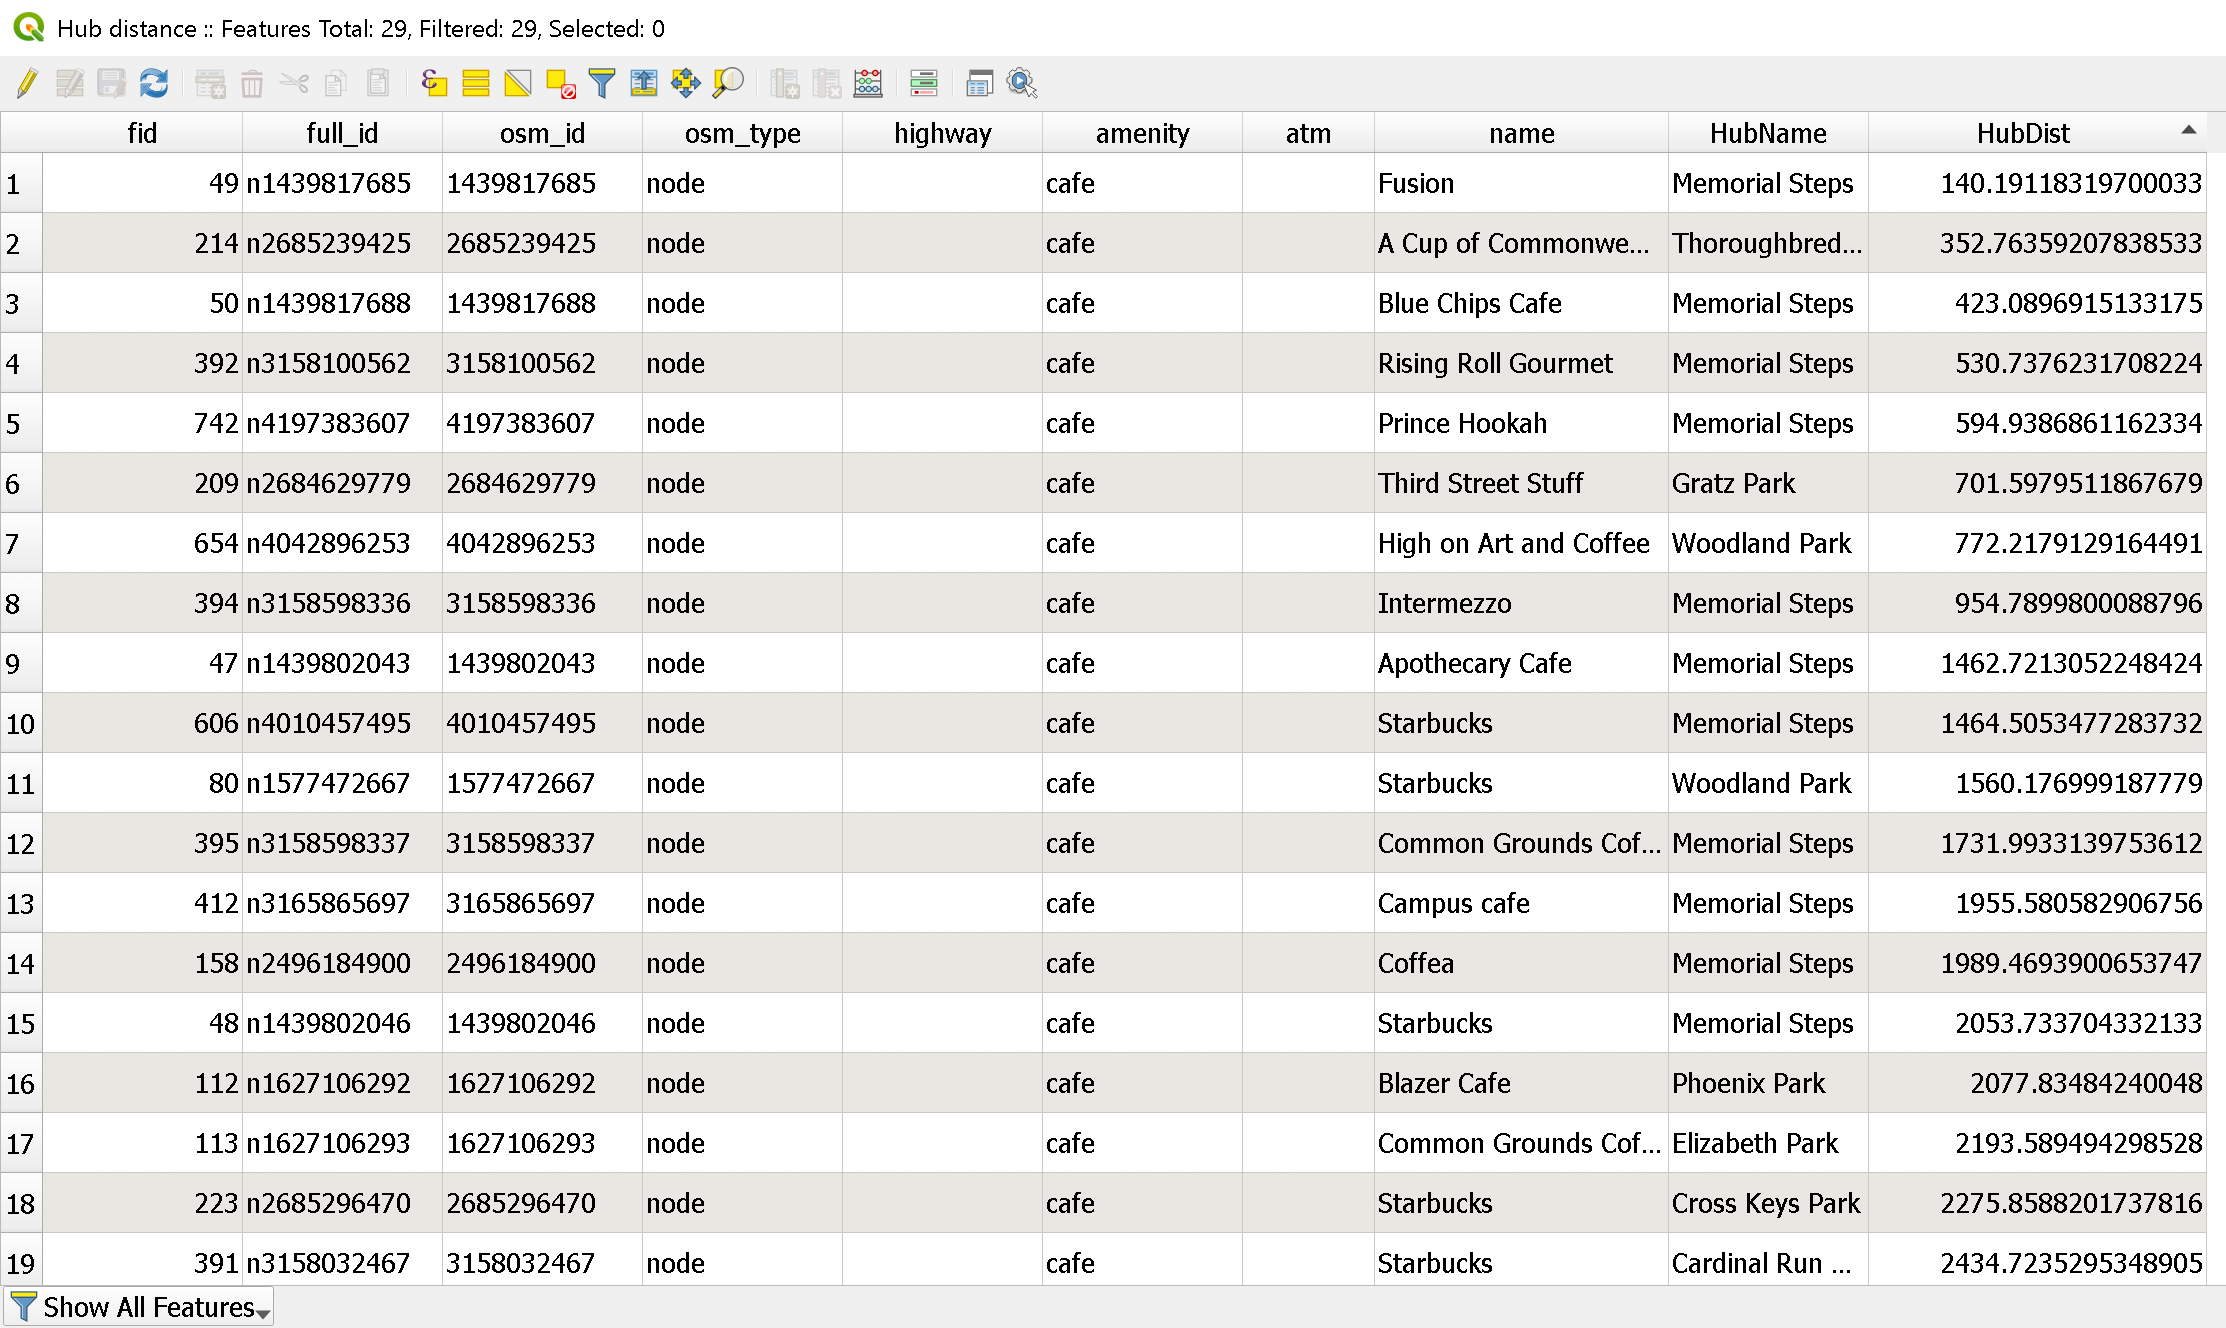 Hub distance :: Features Total: 29, Filtered: 29, Selected: 0
fid full_id osm_id osm_type highway amenity atm name HubName HubDist
1 49 n1439817685 1439817685 node cafe Fusion Memorial Steps 140.19118319700033
2 214 n2685239425 2685239425 node cafe A Cup of Commonwe... Thoroughbred... 352.76359207838533
3 50 n1439817688 1439817688 node cafe Blue Chips Cafe Memorial Steps 423.0896915133175
4 392 n3158100562 3158100562 node cafe Rising Roll Gourmet Memorial Steps 530.7376231708224
5 742 n4197383607 4197383607 node cafe Prince Hookah Memorial Steps 594.9386861162334
6 209 n2684629779 2684629779 node cafe Third Street Stuff Gratz Park 701.5979511867679
7 654 n4042896253 4042896253 node cafe High on Art and Coffee Woodland Park 772.2179129164491
8 394 n3158598336 3158598336 node cafe Intermezzo Memorial Steps 954.7899800088796
9 47 n1439802043 1439802043 node cafe Apothecary Cafe Memorial Steps 1462.7213052248424
10 606 n4010457495 4010457495 node cafe Starbucks Memorial Steps 1464.5053477283732
11 80 n1577472667 1577472667 node cafe Starbucks Woodland Park 1560.176999187779
12 395 n3158598337 3158598337 node cafe Common Grounds Cof... Memorial Steps 1731.9933139753612
13 412 n3165865697 3165865697 node cafe Campus cafe Memorial Steps 1955.580582906756
14 158 n2496184900 2496184900 node cafe Coffea Memorial Steps 1989.4693900653747
15 48 n1439802046 1439802046 node cafe Starbucks Memorial Steps 2053.733704332133
16 112 n1627106292 1627106292 node cafe Blazer Cafe Phoenix Park 2077.83484240048
17 113 n1627106293 1627106293 node cafe Common Grounds Cof... Elizabeth Park 2193.589494298528
18 223 n2685296470 2685296470 node cafe Starbucks Cross Keys Park 2275.8588201737816
19 391 n3158032467 3158032467 node cafe Starbucks Cardinal Run ... 2434.7235295348905
Show All Features